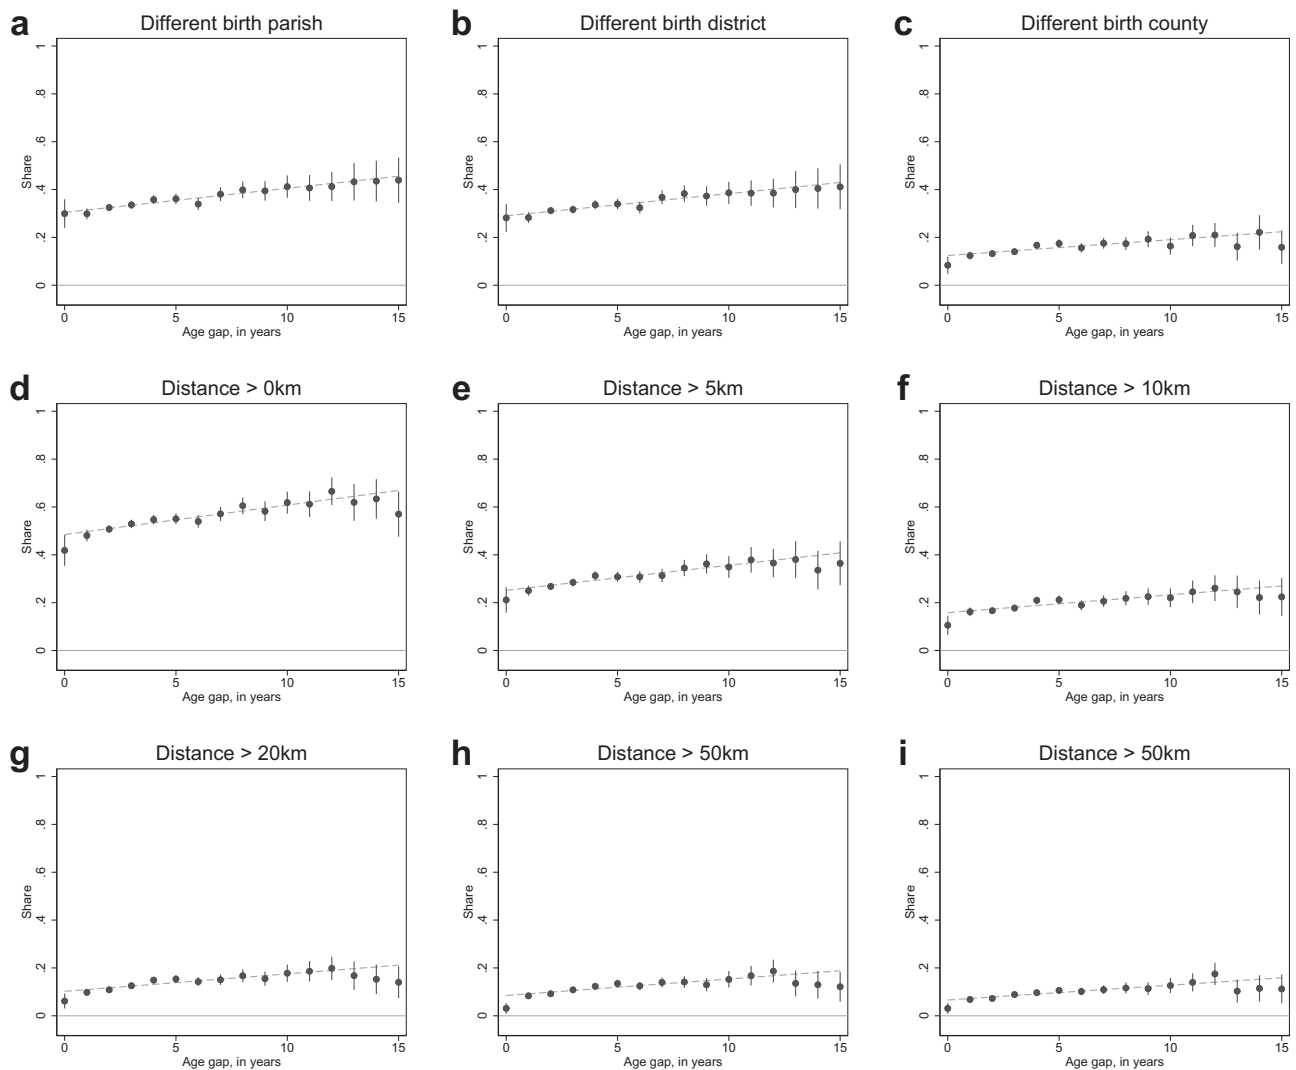 a Different birth parish
1
.8
.6
.4
.2
0
Share
0 5 10 15
Age gap, in years
b Different birth district
1
.8
.6
.4
.2
0
Share
0 5 10 15
Age gap, in years
c Different birth county
1
.8
.6
.4
.2
0
Share
0 5 10 15
Age gap, in years
d Distance > 0km
1
.8
.6
.4
.2
0
Share
0 5 10 15
Age gap, in years
e Distance > 5km
1
.8
.6
.4
.2
0
Share
0 5 10 15
Age gap, in years
f Distance > 10km
1
.8
.6
.4
.2
0
Share
0 5 10 15
Age gap, in years
g Distance > 20km
1
.8
.6
.4
.2
0
Share
0 5 10 15
Age gap, in years
h Distance > 50km
1
.8
.6
.4
.2
0
Share
0 5 10 15
Age gap, in years
i Distance > 50km
1
.8
.6
.4
.2
0
Share
0 5 10 15
Age gap, in years